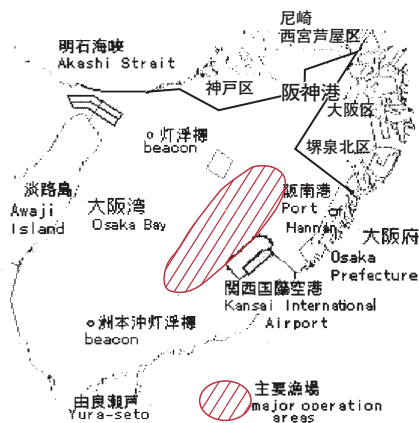 尼崎
西宮芦屋区
明石海峡
Akashi Strait
神戸区
阪神港
大阪区
灯浮標
beacon
堺泉北区
淡路島
Awaji
Island
大阪湾
Osaka Bay
阪南港
Port of
Hannan
大阪府
Osaka
Prefecture
関西国際空港
Kansai International
Airport
洲本沖灯浮標
beacon
由良瀬戸
Yura-seto
主要漁場
major operation
areas